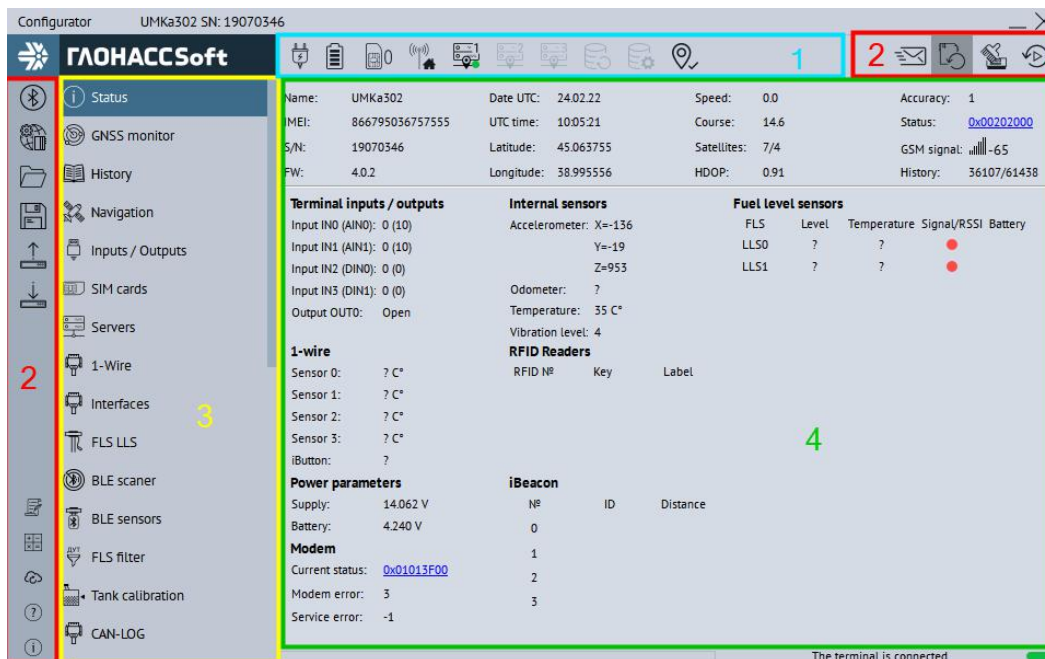 Configurator UMKa302 SN: 19070346
ГЛОНАССSoft
0
1
1
2
Status
GNSS monitor
History
Navigation
Inputs / Outputs
SIM cards
Servers
1-Wire
Interfaces
FLS LLS
BLE scaner
BLE sensors
ДУТ
FLS filter
Tank calibration
CAN-LOG
2
3
Name: UMKa302 Date UTC: 24.02.22 Speed: 0.0 Accuracy: 1
IMEI: 866795036757555 UTC time: 10:05:21 Course: 14.6 Status: 0x00202000
S/N: 19070346 Latitude: 45.063755 Satellites: 7/4 GSM signal: -65
FW: 4.0.2 Longitude: 38.995556 HDOP: 0.91 History: 36107/61438
Terminal inputs / outputs
Input IN0 (AIN0): 0 (10)
Input IN1 (AIN1): 0 (10)
Input IN2 (DIN0): 0 (0)
Input IN3 (DIN1): 0 (0)
Output OUT0: Open
Internal sensors
Accelerometer: X=-136
Y=-19
Z=953
Odometer: ?
Temperature: 35 C°
Vibration level: 4
Fuel level sensors
FLS Level Temperature Signal/RSSI Battery
LLS0 ? ?
LLS1 ? ?
1-wire
Sensor 0: ? C°
Sensor 1: ? C°
Sensor 2: ? C°
Sensor 3: ? C°
iButton: ?
RFID Readers
RFID № Key Label
4
Power parameters
Supply: 14.062 V
Battery: 4.240 V
iBeacon
№ ID Distance
0
1
2
3
Modem
Current status: 0x01013F00
Modem error: 3
Service error: -1
The terminal is connected